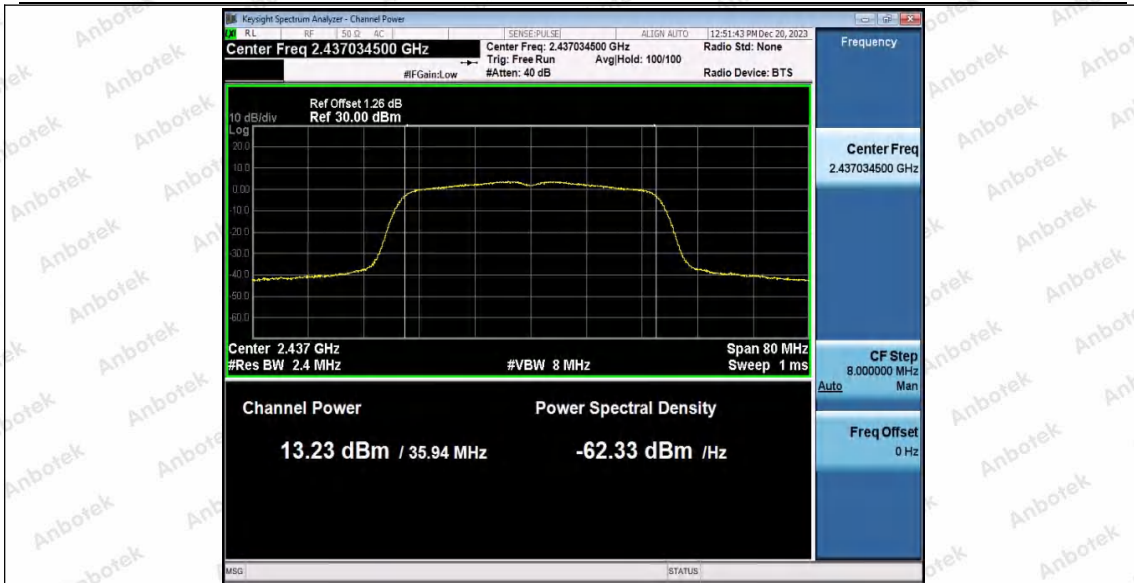 Keysight Spectrum Analyzer - Channel Power
RL RF 50 Ω AC SENSE:PULSE ALIGN AUTO 12:51:43 PM Dec 20, 2023
Center Freq 2.437034500 GHz
Center Freq: 2.437034500 GHz
Radio Std: None
Trig: Free Run Avg|Hold: 100/100
#IFGain:Low #Atten: 40 dB Radio Device: BTS
Frequency
Ref Offset 1.26 dB
10 dB/div Ref 30.00 dBm
Log
20.0
10.0
0.00
-10.0
-20.0
-30.0
-40.0
-50.0
-60.0
Center 2.437 GHz Span 80 MHz
#Res BW 2.4 MHz #VBW 8 MHz Sweep 1 ms
Channel Power Power Spectral Density
13.23 dBm / 35.94 MHz -62.33 dBm /Hz
Center Freq
2.437034500 GHz
CF Step
8.000000 MHz
Auto Man
Freq Offset
0 Hz
MSG STATUS
Anbotek